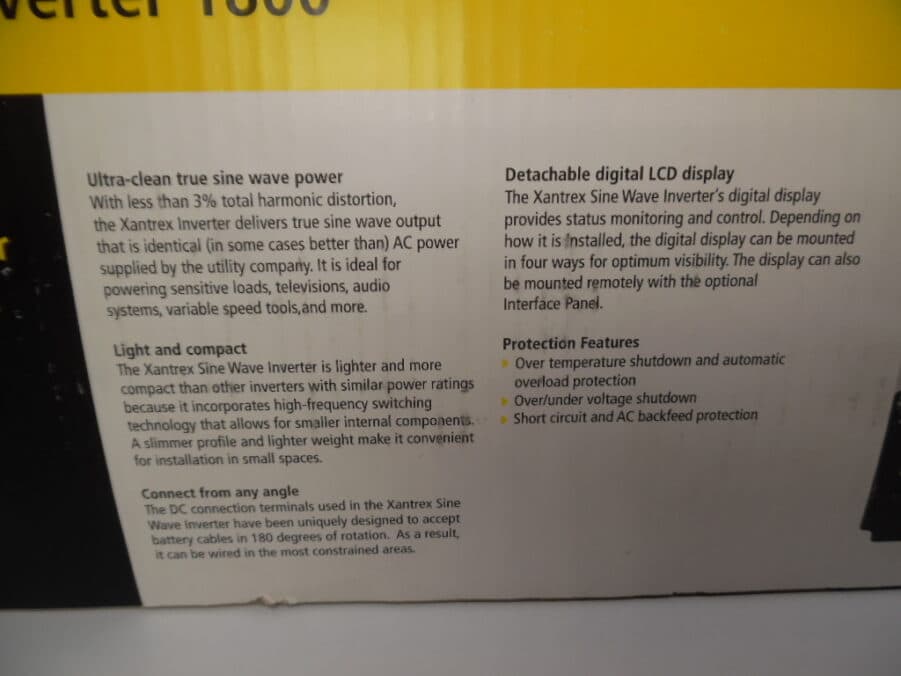 verter 1800
r
Ultra-clean true sine wave power
With less than 3% total harmonic distortion,
the Xantrex Inverter delivers true sine wave output
that is identical (in some cases better than) AC power
supplied by the utility company. It is ideal for
powering sensitive loads, televisions, audio
systems, variable speed tools,and more.
Light and compact
The Xantrex Sine Wave Inverter is lighter and more
compact than other inverters with similar power ratings
because it incorporates high-frequency switching
technology that allows for smaller internal components.
A slimmer profile and lighter weight make it convenient
for installation in small spaces.
Connect from any angle
The DC connection terminals used in the Xantrex Sine
Wave Inverter have been uniquely designed to accept
battery cables in 180 degrees of rotation. As a result,
it can be wired in the most constrained areas.
Detachable digital LCD display
The Xantrex Sine Wave Inverter's digital display
provides status monitoring and control. Depending on
how it is installed, the digital display can be mounted
in four ways for optimum visibility. The display can also
be mounted remotely with the optional
Interface Panel.
Protection Features
Over temperature shutdown and automatic
overload protection
Over/under voltage shutdown
Short circuit and AC backfeed protection